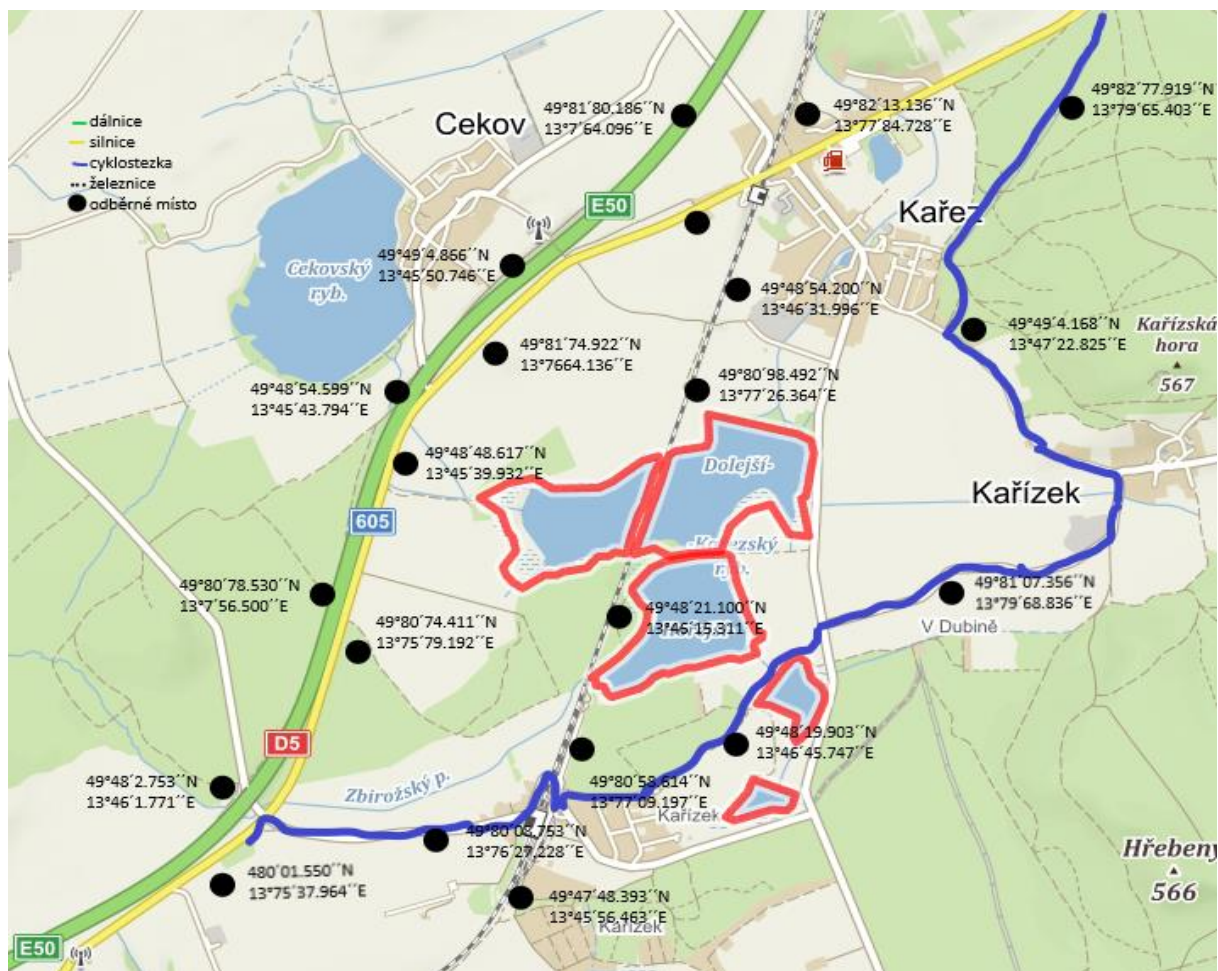 49°82´77.919´´N
13°79´65.403´´E
49°81´80.186´´N
13°7´64.096´´E
49°82´13.136´´N
13°77´84.728´´E
dálnice
silnice
cyklostezka
železnice
odběrné místo
Cekov
E50
Kařez
49°49´4.866´´N
13°45´50.746´´E
Cekovský
ryb.
49°48´54.200´´N
13°46´31.996´´E
49°49´4.168´´N
13°47´22.825´´E
Kařízská
hora
567
49°81´74.922´´N
13°7664.136´´E
49°48´54.599´´N
13°45´43.794´´E
49°80´98.492´´N
13°77´26.364´´E
49°48´48.617´´N
13°45´39.932´´E
Dolejší-
Kařízek
605
-Kařezský
ryb.
49°80´78.530´´N
13°7´56.500´´E
49°81´07.356´´N
13°79´68.836´´E
49°48´21.100´´N
13°46´15.311´´E
V Dubině
49°80´74.411´´N
13°75´79.192´´E
D5
49°48´19.903´´N
13°46´45.747´´E
49°48´2.753´´N
13°46´1.771´´E
Zbirožský p.
49°80´58.614´´N
13°77´09.197´´E
Kařízek
49°80´08.753´´N
13°76´27.228´´E
Hřebeny
566
480´01.550´´N
13°75´37.964´´E
49°47´48.393´´N
13°45´56.463´´E
Kařízek
E50